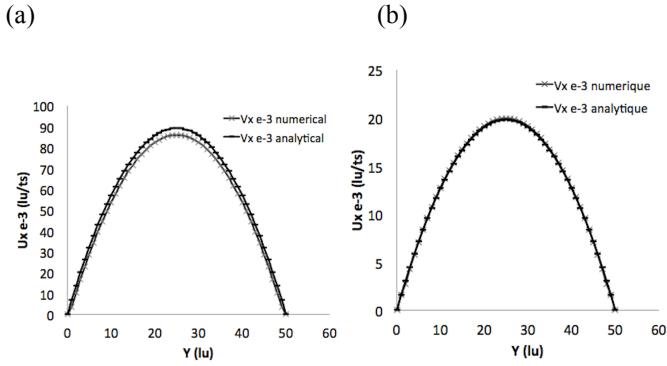 (a)
(b)
100
90
80
70
60
50
40
30
20
10
0
Ux e-3 (lu/ts)
Vx e-3 numerical
Vx e-3 analytical
0 10 20 30 40 50 60
Y (lu)
25
20
15
10
5
0
Ux e-3 (lu/ts)
Vx e-3 numerique
Vx e-3 analytique
0 10 20 30 40 50 60
Y (lu)